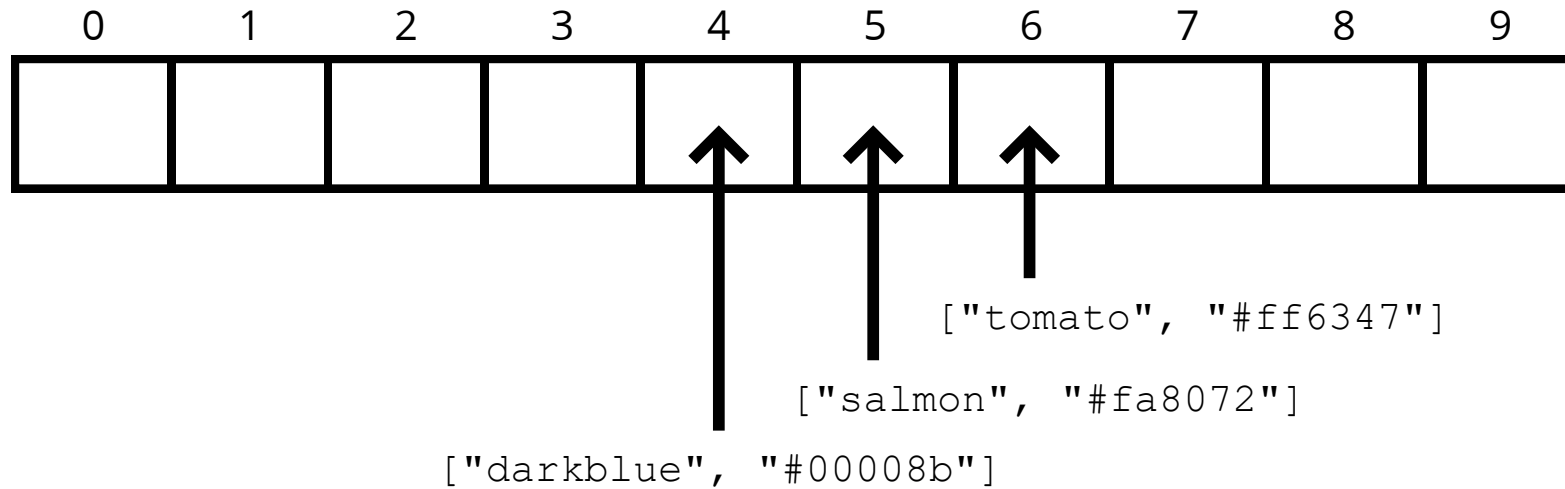 0 1 2 3 4 5 6 7 8 9
["tomato", "#ff6347"]
["salmon", "#fa8072"]
["darkblue", "#00008b"]